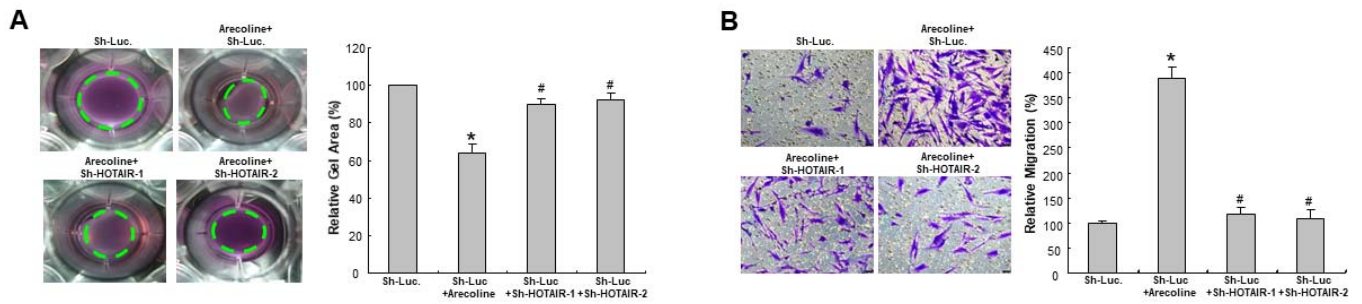 A
Sh-Luc.
Arecoline+
Sh-Luc.
Arecoline+
Sh-HOTAIR-1
Arecoline+
Sh-HOTAIR-2
Relative Gel Area (%)
120
100
80
60
40
20
0
*
#
#
Sh-Luc.
Sh-Luc
+Arecoline
Sh-Luc
+Sh-HOTAIR-1
Sh-Luc
+Sh-HOTAIR-2
B
Sh-Luc.
Arecoline+
Sh-Luc.
Arecoline+
Sh-HOTAIR-1
Arecoline+
Sh-HOTAIR-2
Relative Migration (%)
450
400
350
300
250
200
150
100
50
0
*
#
#
Sh-Luc.
Sh-Luc
+Arecoline
Sh-Luc
+Sh-HOTAIR-1
Sh-Luc
+Sh-HOTAIR-2